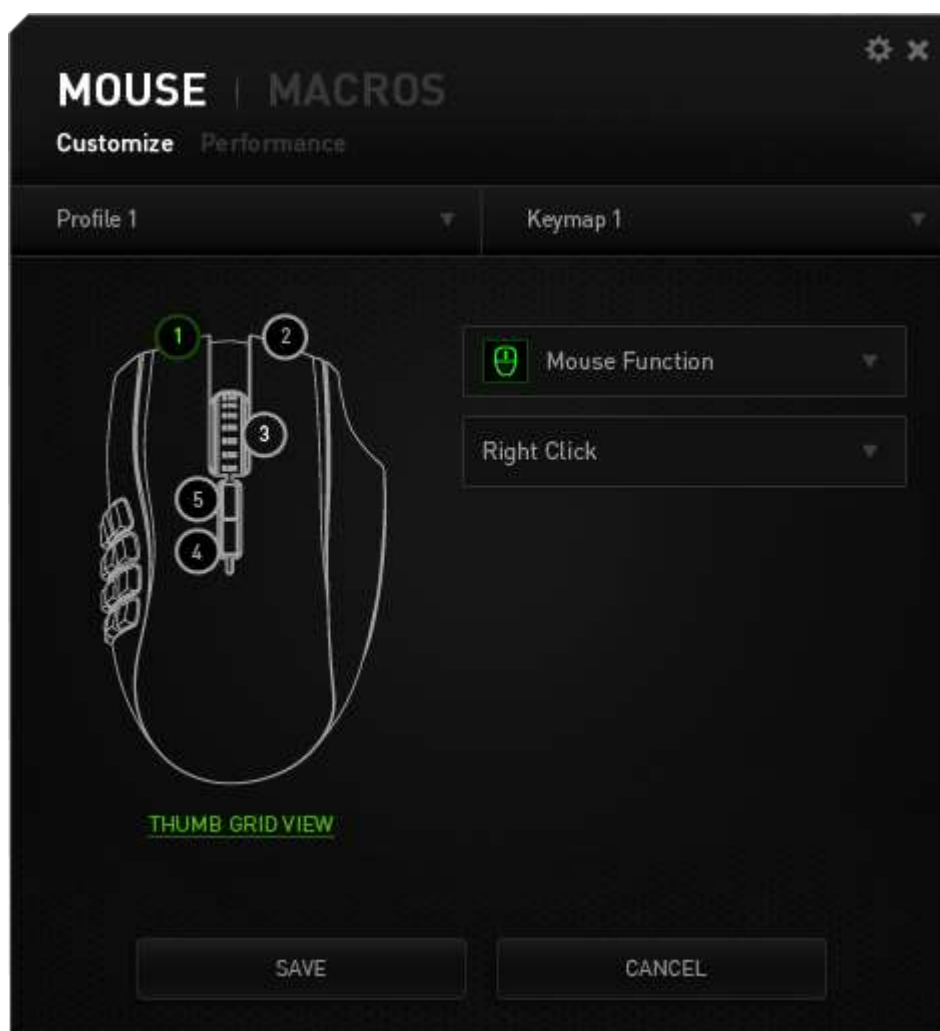 MOUSE | MACROS
Customize Performance
Profile 1 Keymap 1
1 2
Mouse Function
3
Right Click
5
4
THUMB GRID VIEW
SAVE CANCEL